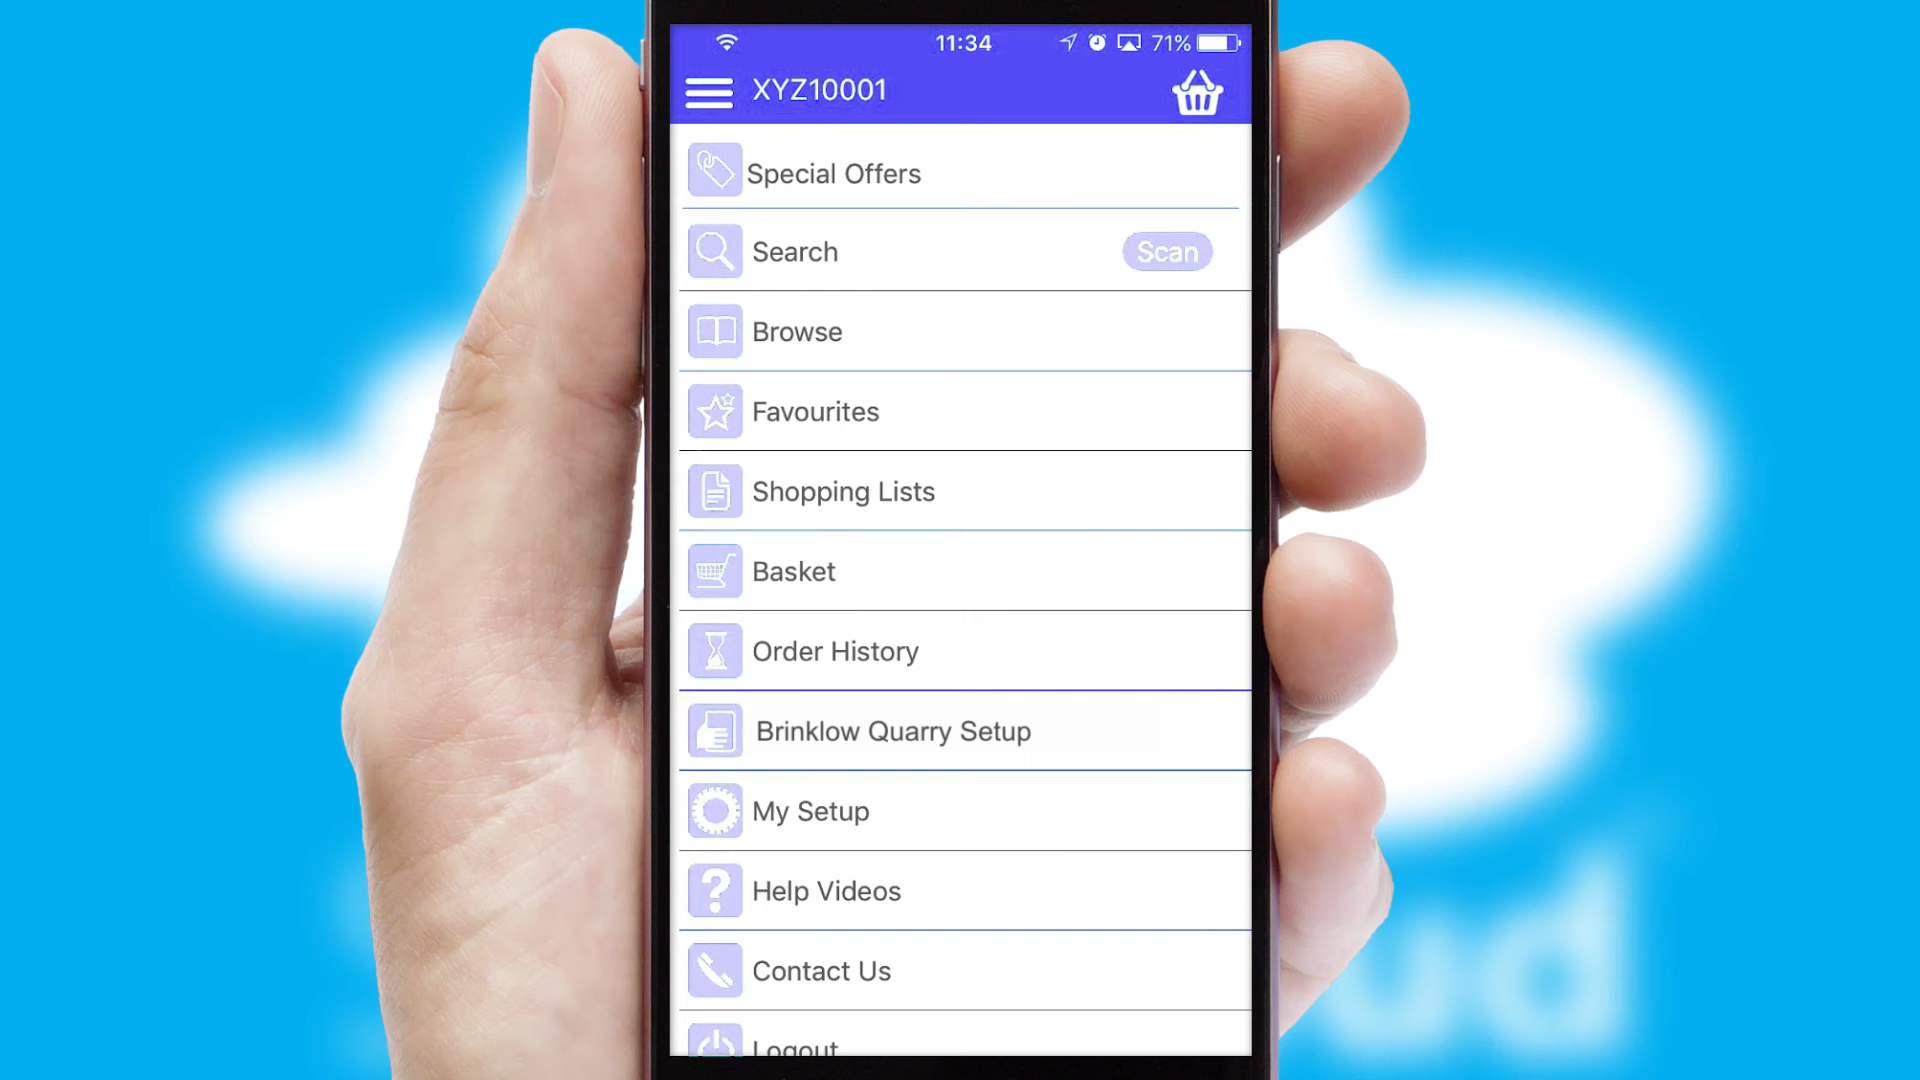 11:34
71%
XYZ10001
Special Offers
Search
Scan
Browse
Favourites
Shopping Lists
Basket
Order History
Brinklow Quarry Setup
My Setup
Help Videos
Contact Us
Logout
ud